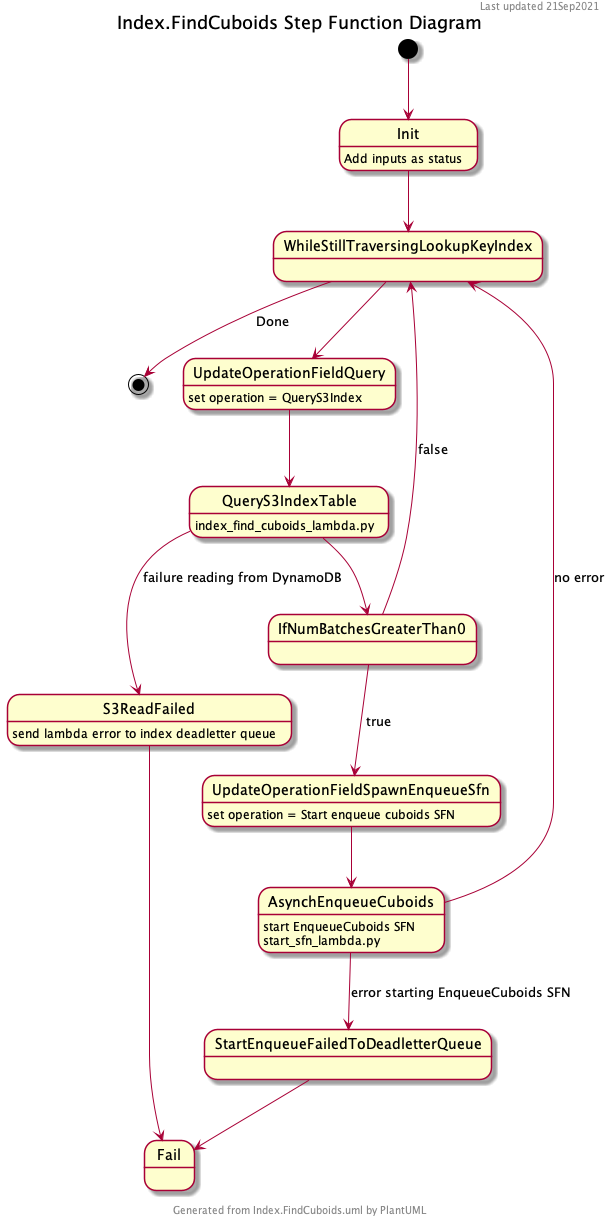 Last updated 21Sep2021
Index.FindCuboids Step Function Diagram
Init
Add inputs as status
WhileStillTraversingLookupKeyIndex
Done
UpdateOperationFieldQuery
set operation = QueryS3Index
false
QueryS3IndexTable
index_find_cuboids_lambda.py
failure reading from DynamoDB
no error
IfNumBatchesGreaterThan0
S3ReadFailed
send lambda error to index deadletter queue
true
UpdateOperationFieldSpawnEnqueueSfn
set operation = Start enqueue cuboids SFN
AsynchEnqueueCuboids
start EnqueueCuboids SFN
start_sfn_lambda.py
error starting EnqueueCuboids SFN
StartEnqueueFailedToDeadletterQueue
Fail
Generated from Index.FindCuboids.uml by PlantUML